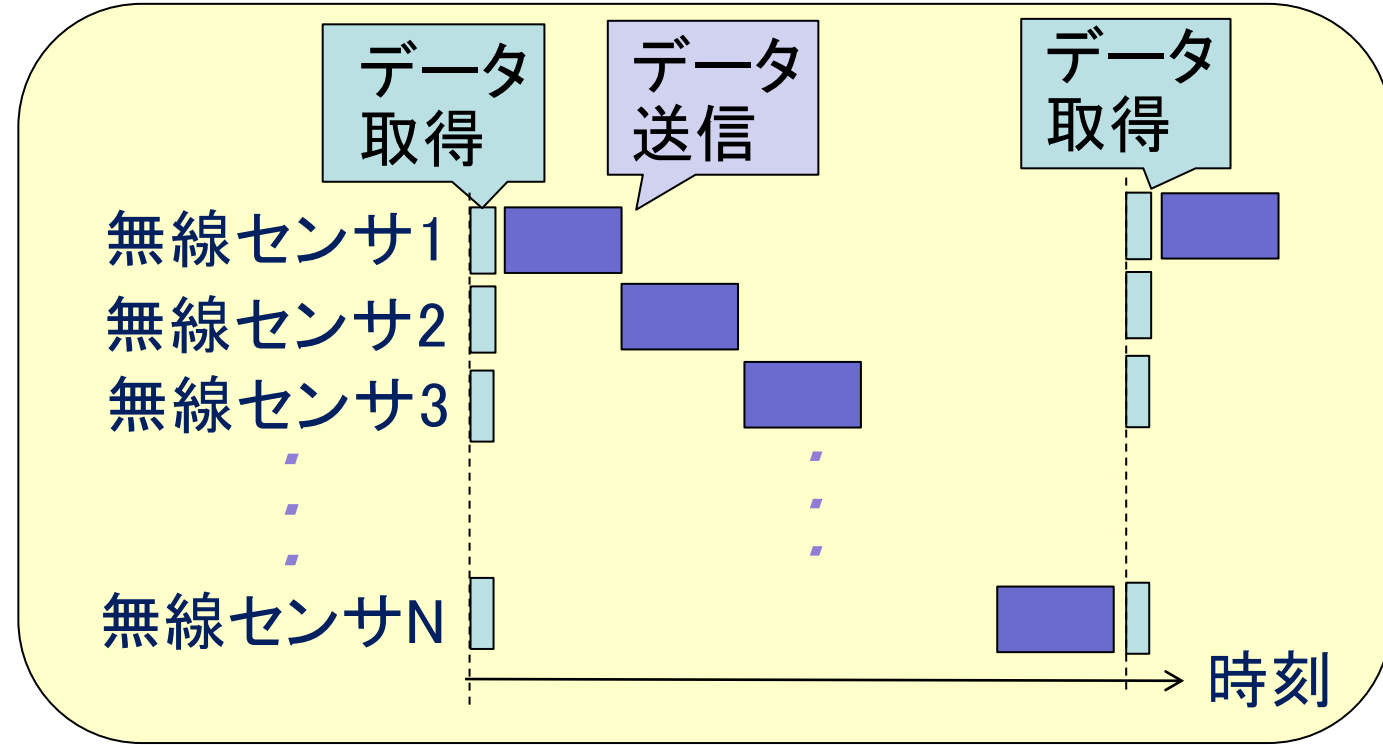 データ
取得
データ
送信
データ
取得
無線センサ1
無線センサ2
無線センサ3
無線センサN
時刻